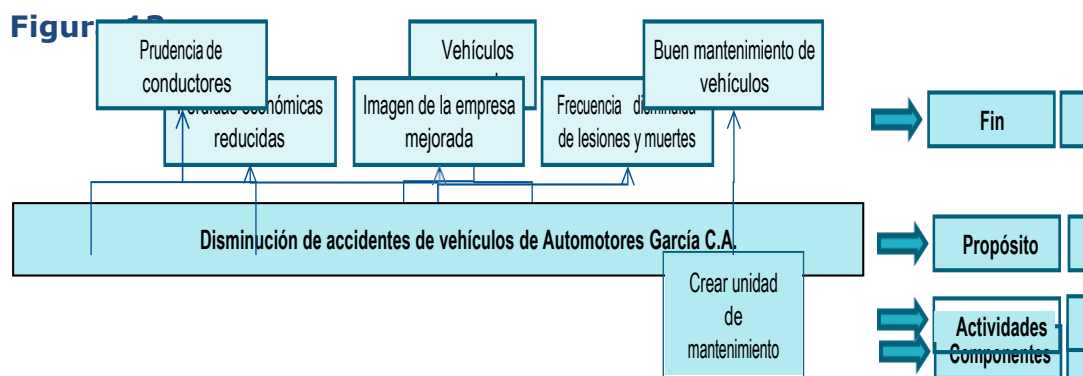 Prudencia de
conductores
Vehículos
Buen mantenimiento de
vehículos
reducidas
Imagen de la empresa
mejorada
Frecuencia disminuida
de lesiones y muertes
Fin
Disminución de accidentes de vehículos de Automotores García C.A.
Propósito
Crear unidad
de
mantenimiento
Actividades
Componentes